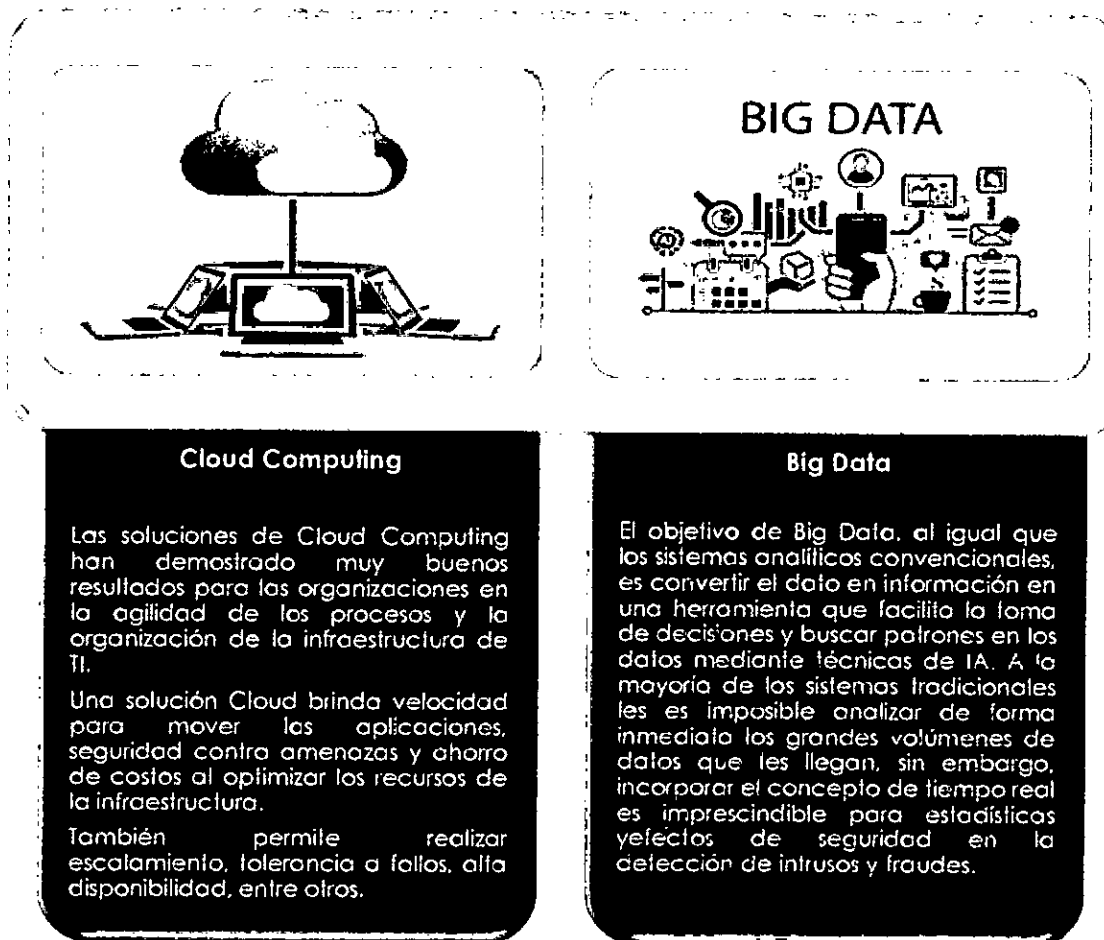 BIG DATA
Cloud Computing
Las soluciones de Cloud Computing
han demostrado muy buenos
resultados para las organizaciones en
la agilidad de los procesos y la
organización de la infraestructura de
TI.
Una solución Cloud brinda velocidad
para mover las aplicaciones,
seguridad contra amenazas y ahorro
de costos al optimizar los recursos de
la infraestructura.
También permite realizar
escalamiento, tolerancia a fallos, alta
disponibilidad, entre otros.
Big Data
El objetivo de Big Data, al igual que
los sistemas analíticos convencionales,
es convertir el dato en información en
una herramienta que facilita la toma
de decisiones y buscar patrones en los
datos mediante técnicas de IA. A la
mayoría de los sistemas tradicionales
les es imposible analizar de forma
inmediata los grandes volúmenes de
datos que les llegan, sin embargo,
incorporar el concepto de tiempo real
es imprescindible para estadísticas
yefectos de seguridad en la
detección de intrusos y fraudes.